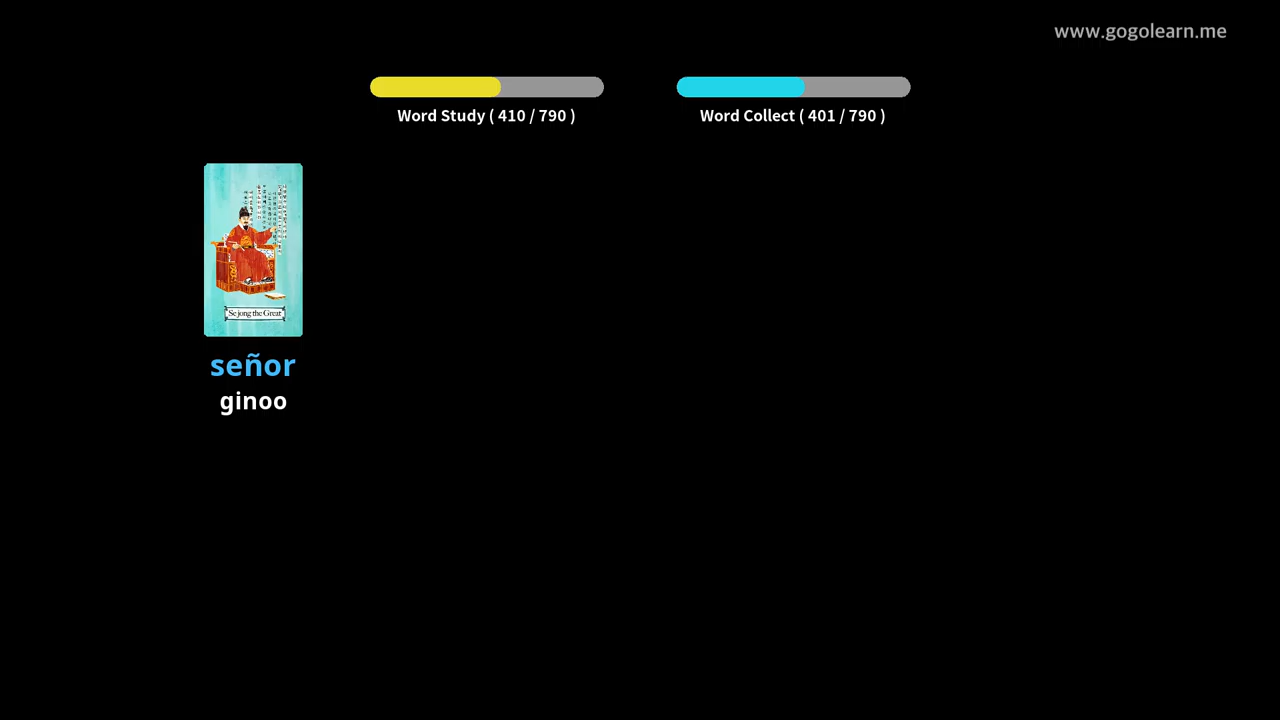 www.gogolearn.me
Word Study ( 410 / 790 )
Word Collect ( 401 / 790 )
Sejong the Great
señor
ginoo